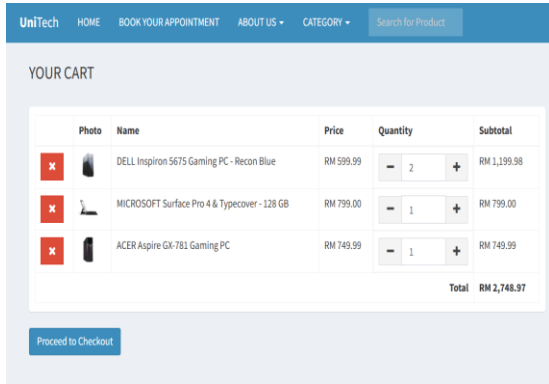 UniTech HOME BOOK YOUR APPOINTMENT ABOUT US CATEGORY Search for Product
YOUR CART
Photo Name Price Quantity Subtotal
DELL Inspiron 5675 Gaming PC - Recon Blue RM 599.99 2 RM 1,199.98
MICROSOFT Surface Pro 4 & Typecover - 128 GB RM 799.00 1 RM 799.00
ACER Aspire GX-781 Gaming PC RM 749.99 1 RM 749.99
Total RM 2,748.97
Proceed to Checkout